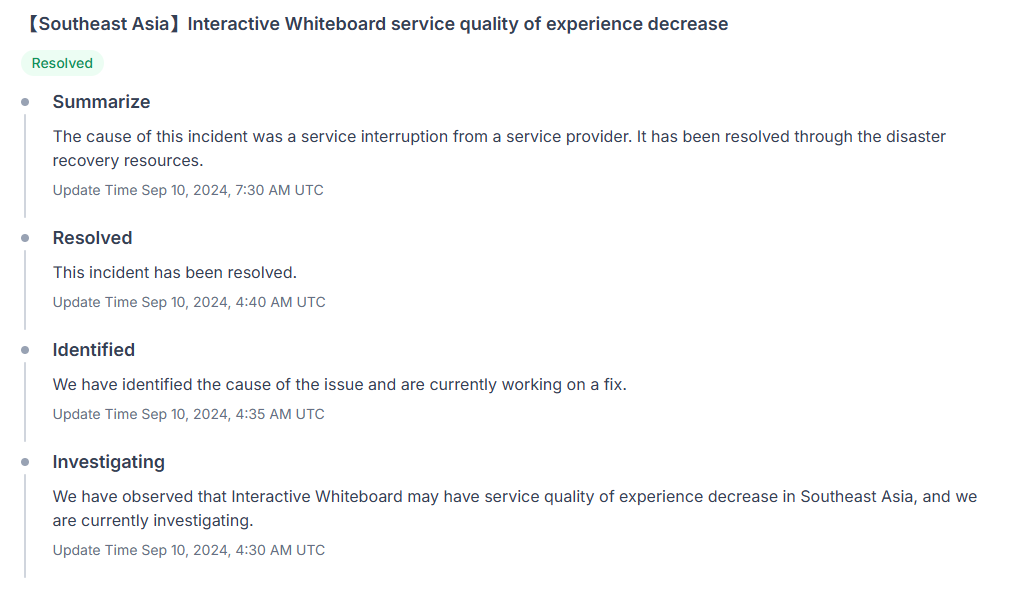 【Southeast Asia】Interactive Whiteboard service quality of experience decrease
Resolved
Summarize
The cause of this incident was a service interruption from a service provider. It has been resolved through the disaster
recovery resources.
Update Time Sep 10, 2024, 7:30 AM UTC
Resolved
This incident has been resolved.
Update Time Sep 10, 2024, 4:40 AM UTC
Identified
We have identified the cause of the issue and are currently working on a fix.
Update Time Sep 10, 2024, 4:35 AM UTC
Investigating
We have observed that Interactive Whiteboard may have service quality of experience decrease in Southeast Asia, and we
are currently investigating.
Update Time Sep 10, 2024, 4:30 AM UTC